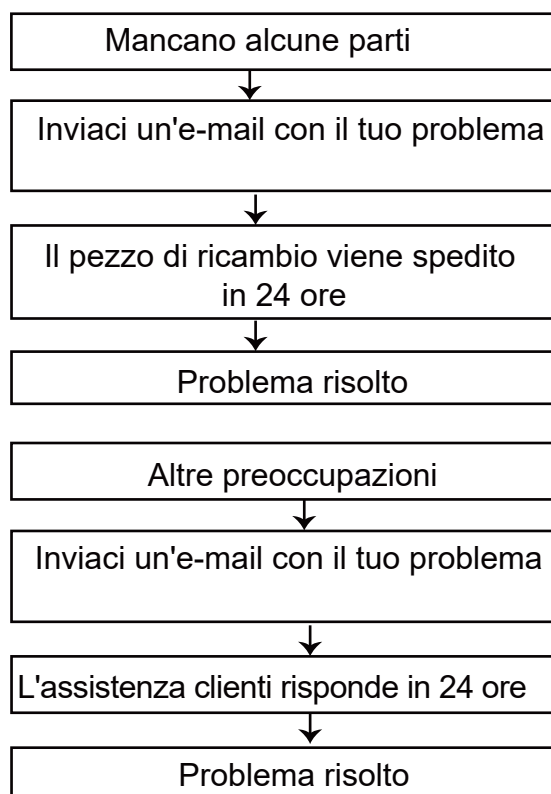 Mancano alcune parti
Inviaci un'e-mail con il tuo problema
Il pezzo di ricambio viene spedito
in 24 ore
Problema risolto
Altre preoccupazioni
Inviaci un'e-mail con il tuo problema
L'assistenza clienti risponde in 24 ore
Problema risolto